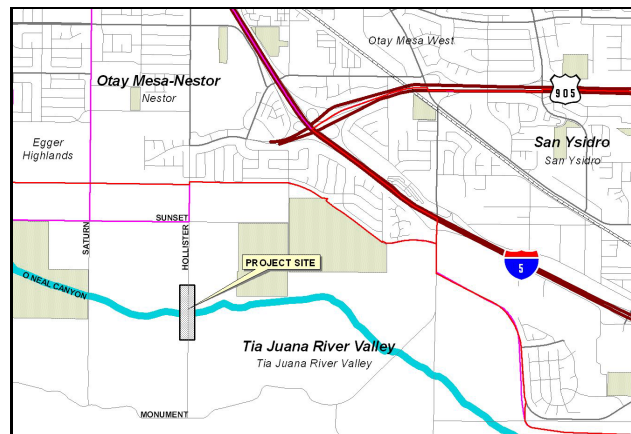 Otay Mesa West
Otay Mesa-Nestor
Nestor
905
Egger
Highlands
San Ysidro
San Ysidro
SUNSET
SATURN
HOLLISTER
PROJECT SITE
5
O NEAL CANYON
Tia Juana River Valley
Tia Juana River Valley
MONUMENT